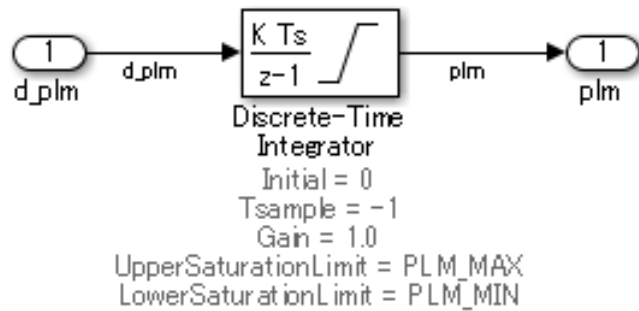 1
d_plm
d_plm
K Ts
z-1
Discrete-Time
Integrator
Initial = 0
Tsample = -1
Gain = 1.0
UpperSaturationLimit = PLM_MAX
LowerSaturationLimit = PLM_MIN
plm
1
plm